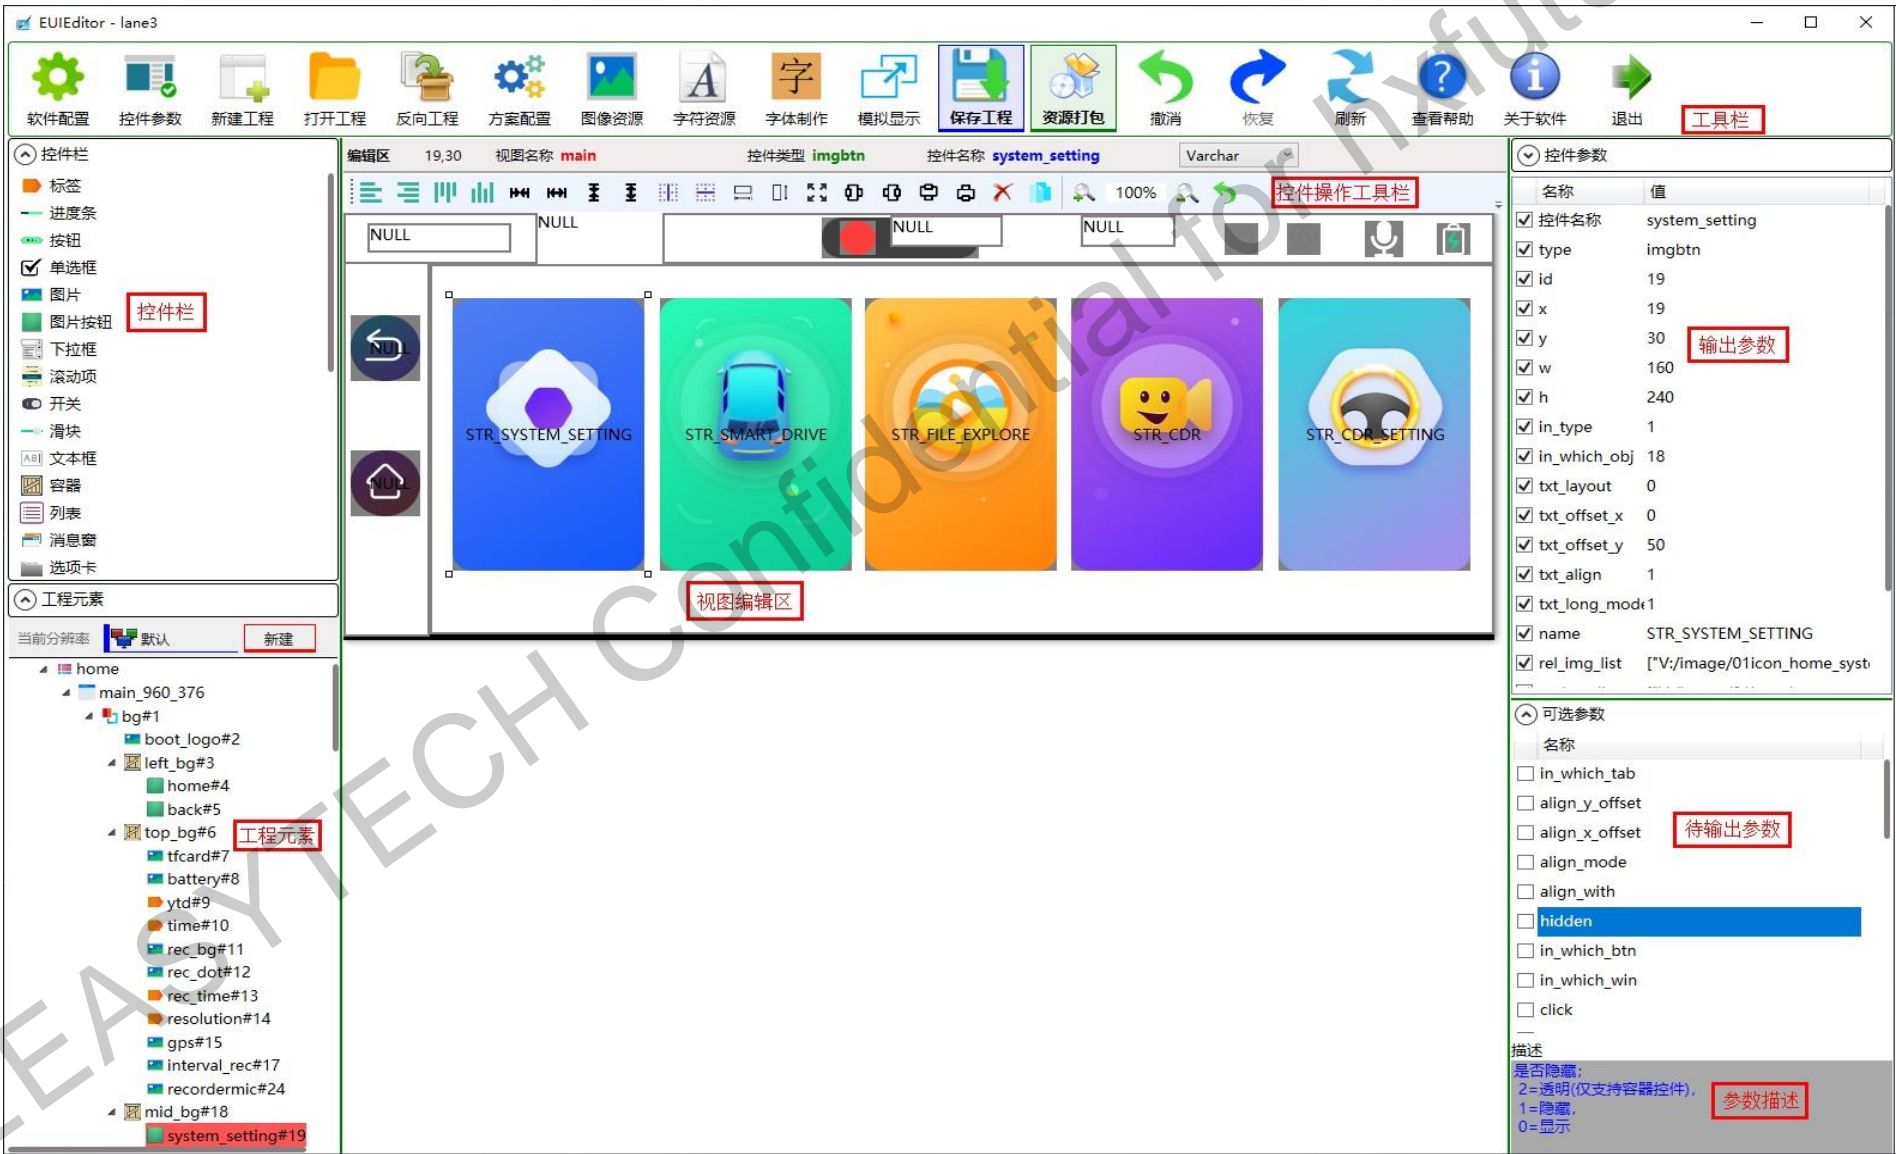 EUIEditor - lane3
软件配置 控件参数 新建工程 打开工程 反向工程 方案配置 图像资源 字符资源 字体制作 模拟显示 保存工程 资源打包 撤消 恢复 刷新 查看帮助 关于软件 退出 工具栏
控件栏
标签
进度条
按钮
单选框
图片
图片按钮
控件栏
下拉框
滚动项
开关
滑块
文本框
容器
列表
消息窗
选项卡
工程元素
当前分辨率 默认 新建
home
main_960_376
bg#1
boot_logo#2
left_bg#3
home#4
back#5
top_bg#6
工程元素
tfcard#7
battery#8
ytd#9
time#10
rec_bg#11
rec_dot#12
rec_time#13
resolution#14
gps#15
interval_rec#17
recordermic#24
mid_bg#18
system_setting#19
编辑区 19,30 视图名称 main 控件类型 imgbtn 控件名称 system_setting Varchar
100% 控件操作工具栏
NULL NULL NULL NULL
NULL
STR_SYSTEM_SETTING STR_SMART_DRIVE STR_FILE_EXPLORE STR_CDR STR_CDR_SETTING
NULL
视图编辑区
控件参数
名称 值
控件名称 system_setting
type imgbtn
id 19
x 19
y 30
输出参数
w 160
h 240
in_type 1
in_which_obj 18
txt_layout 0
txt_offset_x 0
txt_offset_y 50
txt_align 1
txt_long_mode 1
name STR_SYSTEM_SETTING
rel_img_list ["V:/image/01icon_home_syst
可选参数
名称
in_which_tab
align_y_offset
align_x_offset
待输出参数
align_mode
align_with
hidden
in_which_btn
in_which_win
click
描述
是否隐藏;
2=透明(仅支持容器控件),
1=隐藏,
0=显示
参数描述
EEASYTECH Confidential for hxfut